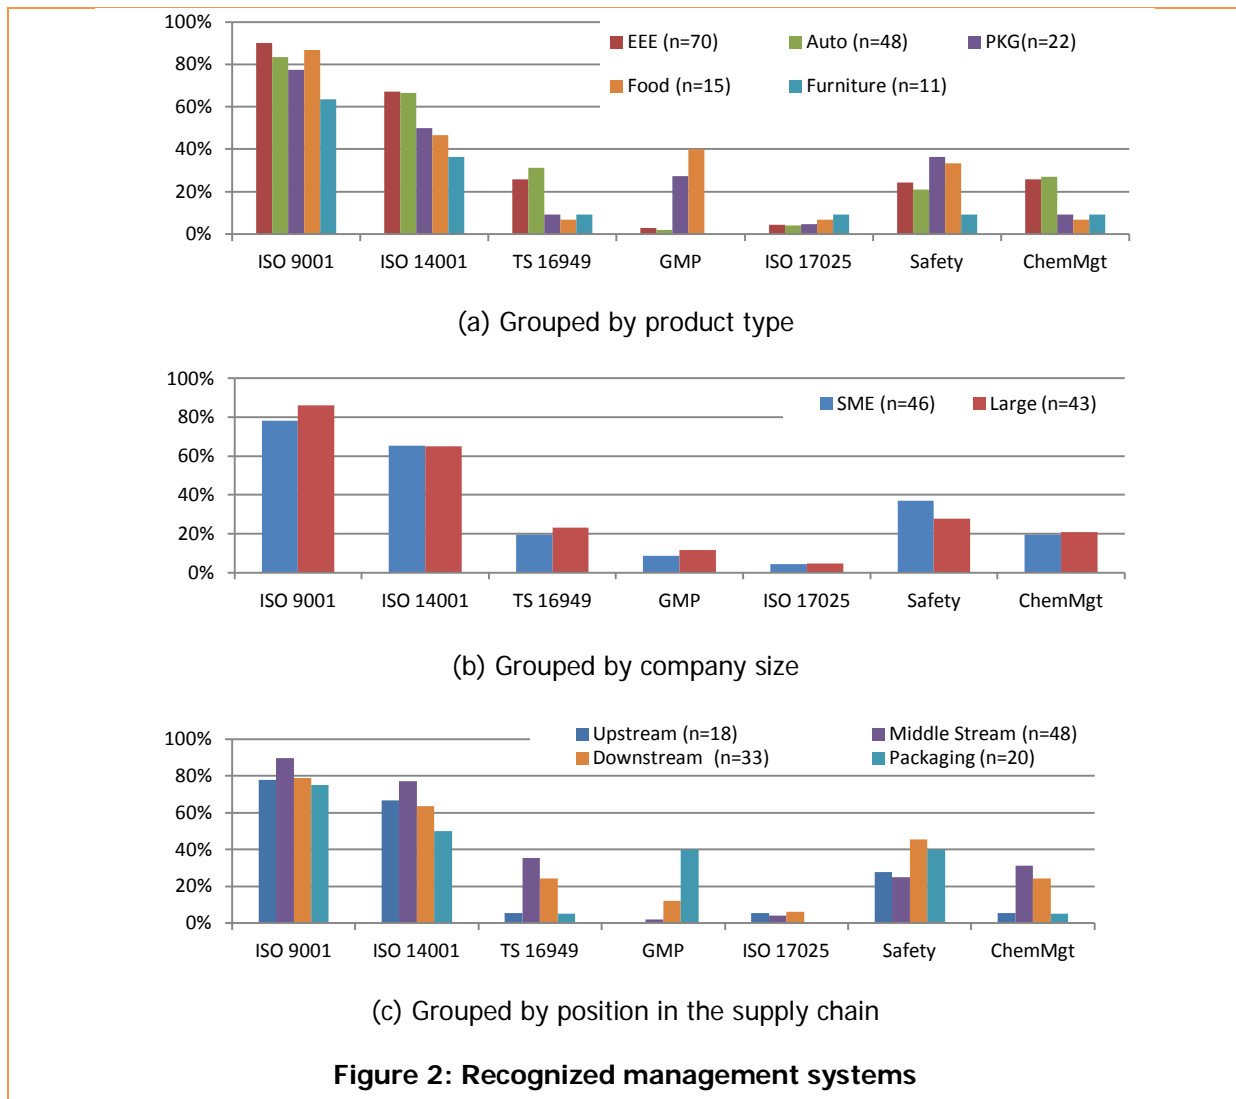 100%
80%
60%
40%
20%
0%
EEE (n=70) Auto (n=48) PKG(n=22)
Food (n=15) Furniture (n=11)
ISO 9001 ISO 14001 TS 16949 GMP ISO 17025 Safety ChemMgt
(a) Grouped by product type
100%
80%
60%
40%
20%
0%
SME (n=46) Large (n=43)
ISO 9001 ISO 14001 TS 16949 GMP ISO 17025 Safety ChemMgt
(b) Grouped by company size
Upstream (n=18) Middle Stream (n=48)
Downstream (n=33) Packaging (n=20)
100%
80%
60%
40%
20%
0%
ISO 9001 ISO 14001 TS 16949 GMP ISO 17025 Safety ChemMgt
(c) Grouped by position in the supply chain
Figure 2: Recognized management systems